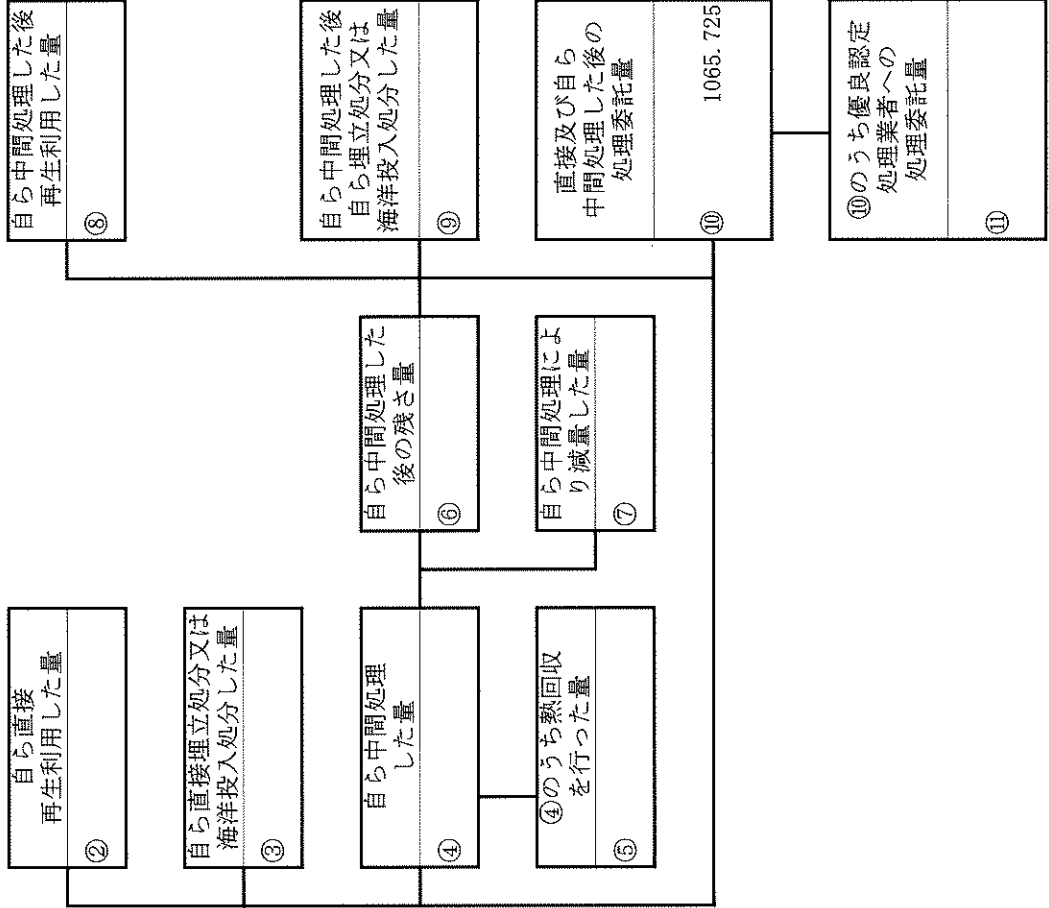 自ら直接
再生利用した量
②
自ら直接埋立処分又は
海洋投入処分した量
③
自ら中間処理
した量
④
④のうち熱回収
を行った量
⑤
自ら中間処理した
後の残さ量
⑥
自ら中間処理によ
り減量した量
⑦
自ら中間処理した後
再生利用した量
⑧
自ら中間処理した後
自ら埋立処分又は
海洋投入処分した量
⑨
直接及び自ら
中間処理した後の
処理委託量
⑩ 1065.725
⑩のうち優良認定
処理業者への
処理委託量
⑪